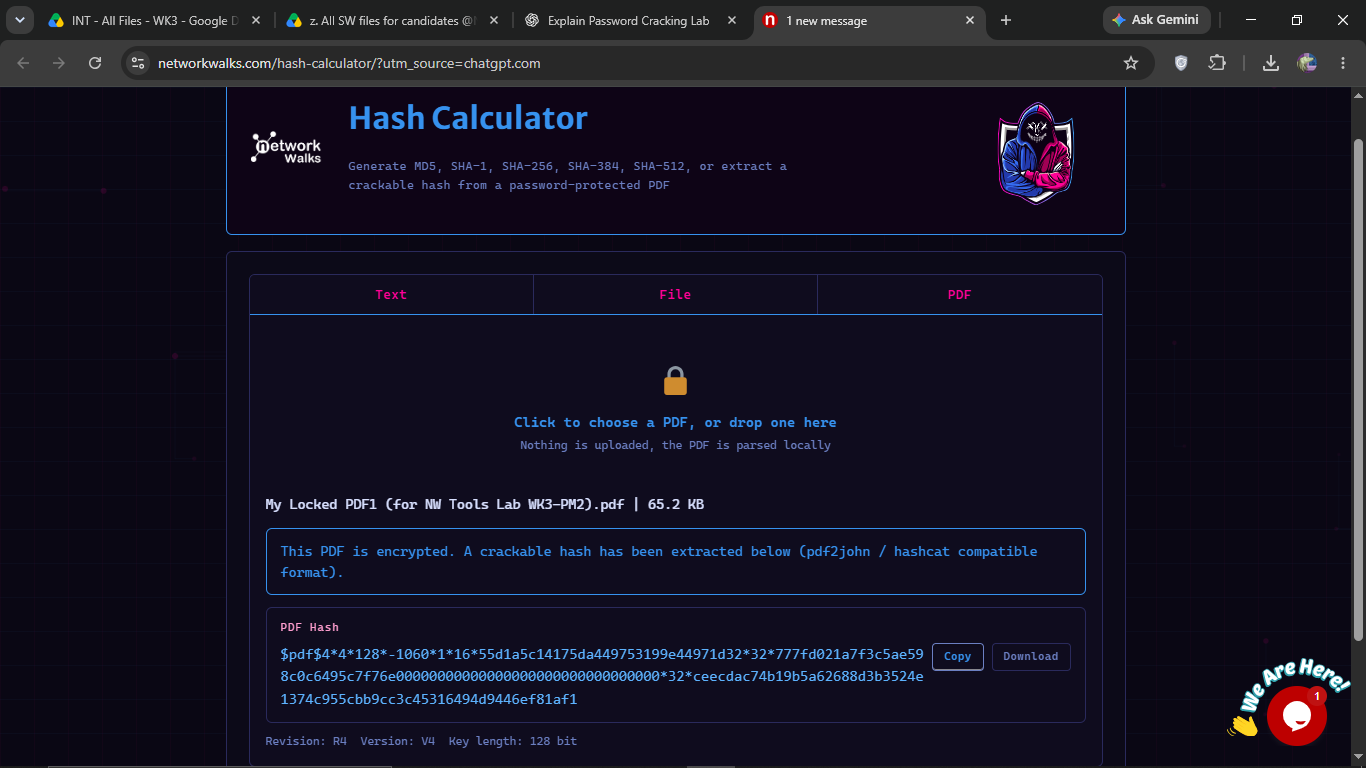 INT - All Files - WK3 - Google D
z. All SW files for candidates @
Explain Password Cracking Lab
1 new message
Ask Gemini
networkwalks.com/hash-calculator/?utm_source=chatgpt.com
network
Walks
Hash Calculator
Generate MD5, SHA-1, SHA-256, SHA-384, SHA-512, or extract a
crackable hash from a password-protected PDF
Text
File
PDF
Click to choose a PDF, or drop one here
Nothing is uploaded, the PDF is parsed locally
My Locked PDF1 (for NW Tools Lab WK3-PM2).pdf | 65.2 KB
This PDF is encrypted. A crackable hash has been extracted below (pdf2john / hashcat compatible
format).
PDF Hash
$pdf$4*4*128*-1060*1*16*55d1a5c14175da449753199e44971d32*32*777fd021a7f3c5ae59
8c0c6495c7f76e00000000000000000000000000000000*32*ceecdac74b19b5a62688d3b3524e
1374c955cbb9cc3c45316494d9446ef81af1
Copy
Download
Revision: R4 Version: V4 Key length: 128 bit
We Are Here!
1